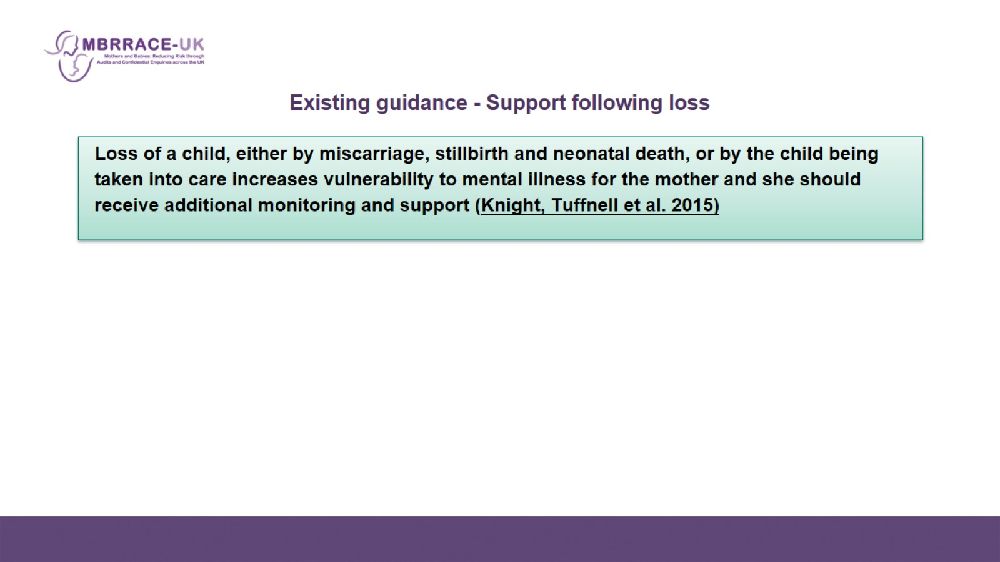 MBRRACE-UK
Mothers and Babies: Reducing Risk through
Audits and Confidential Enquiries across the UK
Existing guidance - Support following loss
Loss of a child, either by miscarriage, stillbirth and neonatal death, or by the child being
taken into care increases vulnerability to mental illness for the mother and she should
receive additional monitoring and support (Knight, Tuffnell et al. 2015)